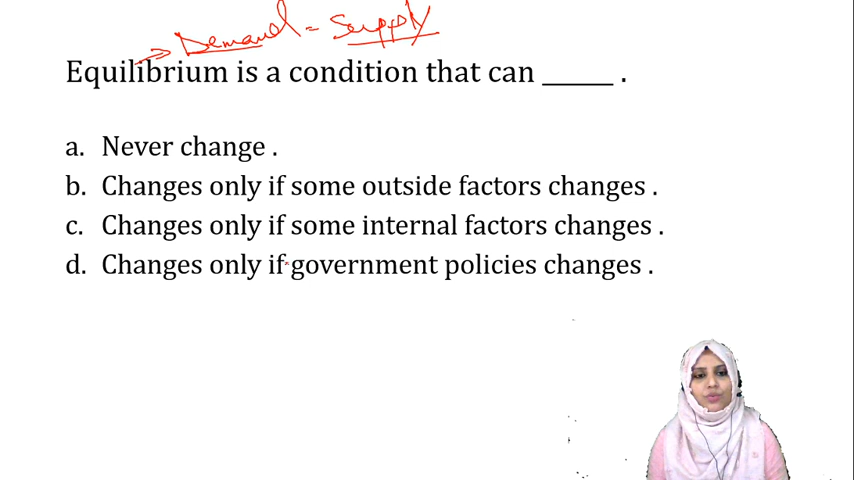 Demand = Supply
Equilibrium is a condition that can ______ .
a. Never change .
b. Changes only if some outside factors changes .
c. Changes only if some internal factors changes .
d. Changes only if government policies changes .